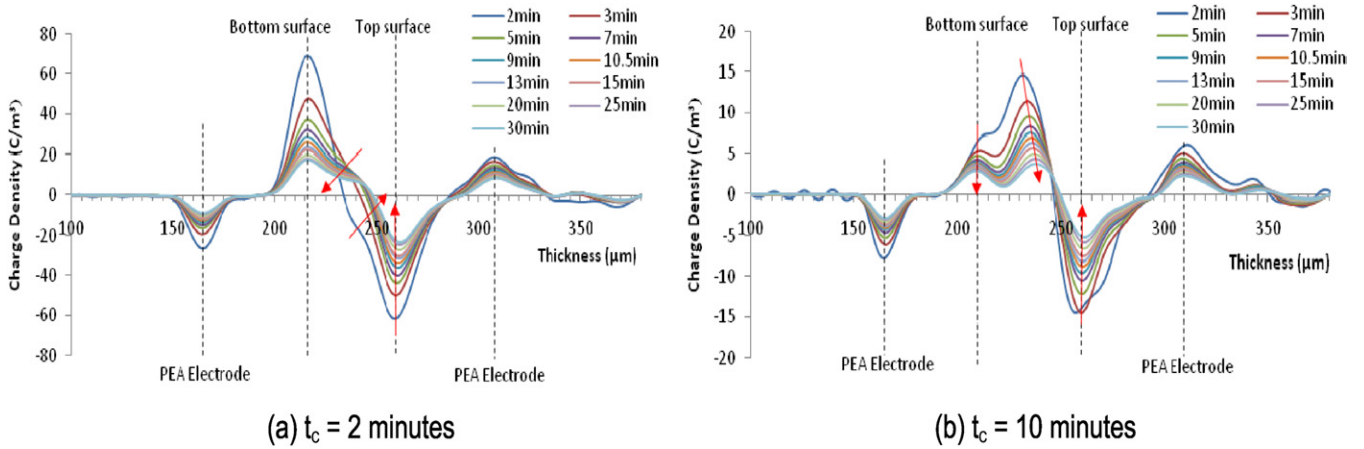 Bottom surface Top surface
2min 3min
5min 7min
9min 10.5min
13min 15min
20min 25min
30min
Charge Density (C/m³)
80
60
40
20
0
-20
-40
-60
-80
100 150 200 250 300 350
Thickness (μm)
PEA Electrode PEA Electrode
(a) tc = 2 minutes
Bottom surface Top surface
2min 3min
5min 7min
9min 10.5min
13min 15min
20min 25min
30min
Charge Density (C/m³)
20
15
10
5
0
-5
-10
-15
-20
100 150 200 250 300 350
Thickness (μm)
PEA Electrode PEA Electrode
(b) tc = 10 minutes